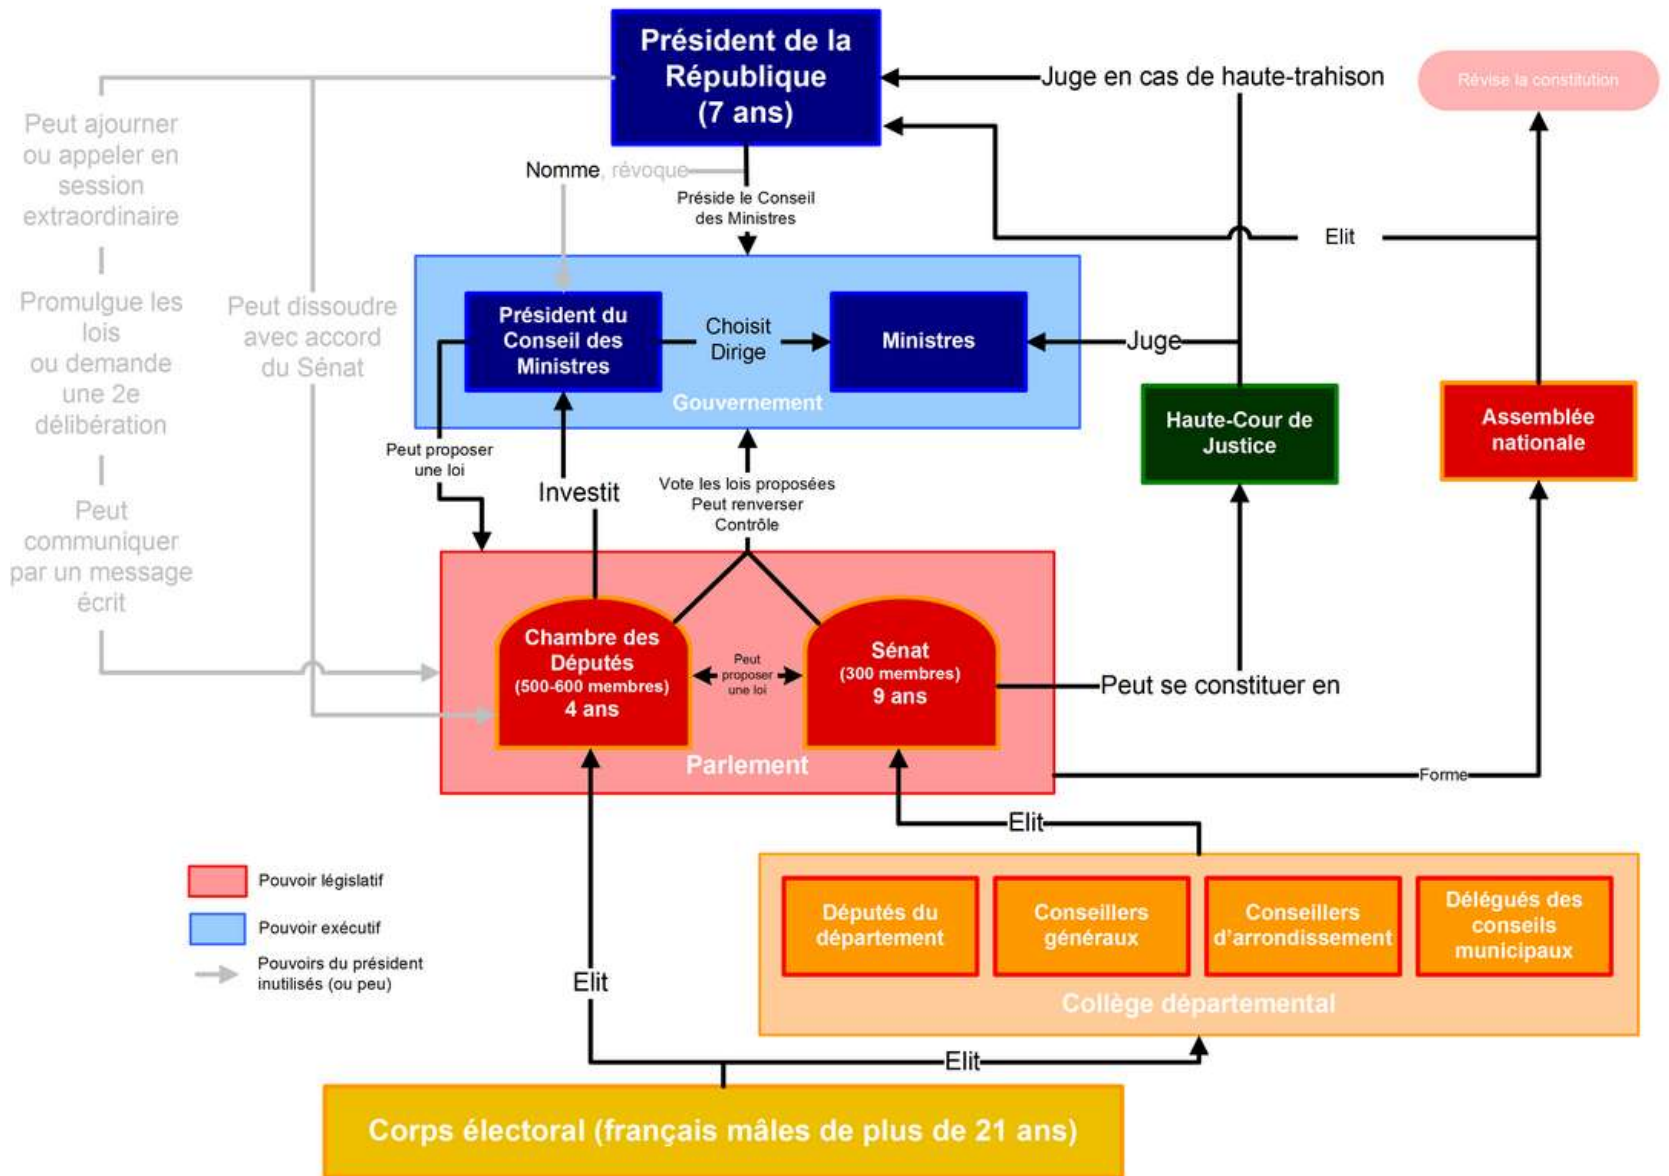 Président de la
République
(7 ans)
Juge en cas de haute-trahison
Révise la constitution
Peut ajourner
ou appeler en
session
extraordinaire
Nomme, révoque
Préside le Conseil
des Ministres
Elit
Promulgue les
lois
ou demande
une 2e
délibération
Peut dissoudre
avec accord
du Sénat
Président du
Conseil des
Ministres
Choisit
Dirige
Ministres
Juge
Gouvernement
Haute-Cour de
Justice
Assemblée
nationale
Peut proposer
une loi
Investit
Vote les lois proposées
Peut renverser
Contrôle
Peut
communiquer
par un message
écrit
Chambre des
Députés
(500-600 membres)
4 ans
Peut
proposer
une loi
Sénat
(300 membres)
9 ans
Peut se constituer en
Parlement
Forme
Elit
Pouvoir législatif
Pouvoir exécutif
Pouvoirs du président
inutilisés (ou peu)
Députés du
département
Conseillers
généraux
Conseillers
d'arrondissement
Délégués des
conseils
municipaux
Collège départemental
Elit
Elit
Corps électoral (français mâles de plus de 21 ans)